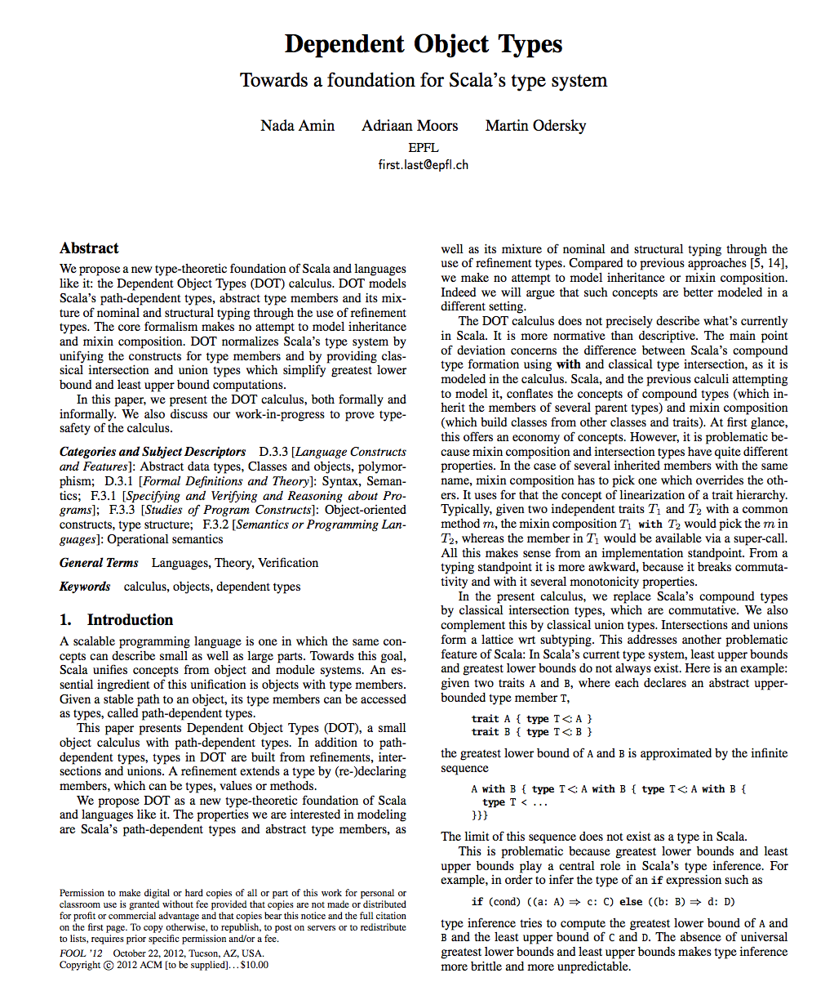 Dependent Object Types
Towards a foundation for Scala's type system
Nada Amin Adriaan Moors Martin Odersky
EPFL
first.last@epfl.ch
Abstract
We propose a new type-theoretic foundation of Scala and languages
like it: the Dependent Object Types (DOT) calculus. DOT models
Scala's path-dependent types, abstract type members and its mix-
ture of nominal and structural typing through the use of refinement
types. The core formalism makes no attempt to model inheritance
and mixin composition. DOT normalizes Scala's type system by
unifying the constructs for type members and by providing clas-
sical intersection and union types which simplify greatest lower
bound and least upper bound computations.
In this paper, we present the DOT calculus, both formally and
informally. We also discuss our work-in-progress to prove type-
safety of the calculus.
Categories and Subject Descriptors D.3.3 [Language Constructs
and Features]: Abstract data types, Classes and objects, polymor-
phism; D.3.1 [Formal Definitions and Theory]: Syntax, Seman-
tics; F.3.1 [Specifying and Verifying and Reasoning about Pro-
grams]; F.3.3 [Studies of Program Constructs]: Object-oriented
constructs, type structure; F.3.2 [Semantics or Programming Lan-
guages]: Operational semantics
General Terms Languages, Theory, Verification
Keywords calculus, objects, dependent types
1. Introduction
A scalable programming language is one in which the same con-
cepts can describe small as well as large parts. Towards this goal,
Scala unifies concepts from object and module systems. An es-
sential ingredient of this unification is objects with type members.
Given a stable path to an object, its type members can be accessed
as types, called path-dependent types.
This paper presents Dependent Object Types (DOT), a small
object calculus with path-dependent types. In addition to path-
dependent types, types in DOT are built from refinements, inter-
sections and unions. A refinement extends a type by (re-)declaring
members, which can be types, values or methods.
We propose DOT as a new type-theoretic foundation of Scala
and languages like it. The properties we are interested in modeling
are Scala's path-dependent types and abstract type members, as
Permission to make digital or hard copies of all or part of this work for personal or
classroom use is granted without fee provided that copies are not made or distributed
for profit or commercial advantage and that copies bear this notice and the full citation
on the first page. To copy otherwise, to republish, to post on servers or to redistribute
to lists, requires prior specific permission and/or a fee.
FOOL '12 October 22, 2012, Tucson, AZ, USA.
Copyright © 2012 ACM [to be supplied]...$10.00
well as its mixture of nominal and structural typing through the
use of refinement types. Compared to previous approaches [5, 14],
we make no attempt to model inheritance or mixin composition.
Indeed we will argue that such concepts are better modeled in a
different setting.
The DOT calculus does not precisely describe what's currently
in Scala. It is more normative than descriptive. The main point
of deviation concerns the difference between Scala's compound
type formation using with and classical type intersection, as it is
modeled in the calculus. Scala, and the previous calculi attempting
to model it, conflates the concepts of compound types (which in-
herit the members of several parent types) and mixin composition
(which build classes from other classes and traits). At first glance,
this offers an economy of concepts. However, it is problematic be-
cause mixin composition and intersection types have quite different
properties. In the case of several inherited members with the same
name, mixin composition has to pick one which overrides the oth-
ers. It uses for that the concept of linearization of a trait hierarchy.
Typically, given two independent traits T₁ and T₂ with a common
method m, the mixin composition T₁ with T₂ would pick the m in
T₂, whereas the member in T₁ would be available via a super-call.
All this makes sense from an implementation standpoint. From a
typing standpoint it is more awkward, because it breaks commuta-
tivity and with it several monotonicity properties.
In the present calculus, we replace Scala's compound types
by classical intersection types, which are commutative. We also
complement this by classical union types. Intersections and unions
form a lattice wrt subtyping. This addresses another problematic
feature of Scala: In Scala's current type system, least upper bounds
and greatest lower bounds do not always exist. Here is an example:
given two traits A and B, where each declares an abstract upper-
bounded type member T,
trait A { type T <: A }
trait B { type T <: B }
the greatest lower bound of A and B is approximated by the infinite
sequence
A with B { type T <: A with B { type T <: A with B {
type T < ...
}}}
The limit of this sequence does not exist as a type in Scala.
This is problematic because greatest lower bounds and least
upper bounds play a central role in Scala's type inference. For
example, in order to infer the type of an if expression such as
if (cond) ((a: A) ⇒ c: C) else ((b: B) ⇒ d: D)
type inference tries to compute the greatest lower bound of A and
B and the least upper bound of C and D. The absence of universal
greatest lower bounds and least upper bounds makes type inference
more brittle and more unpredictable.